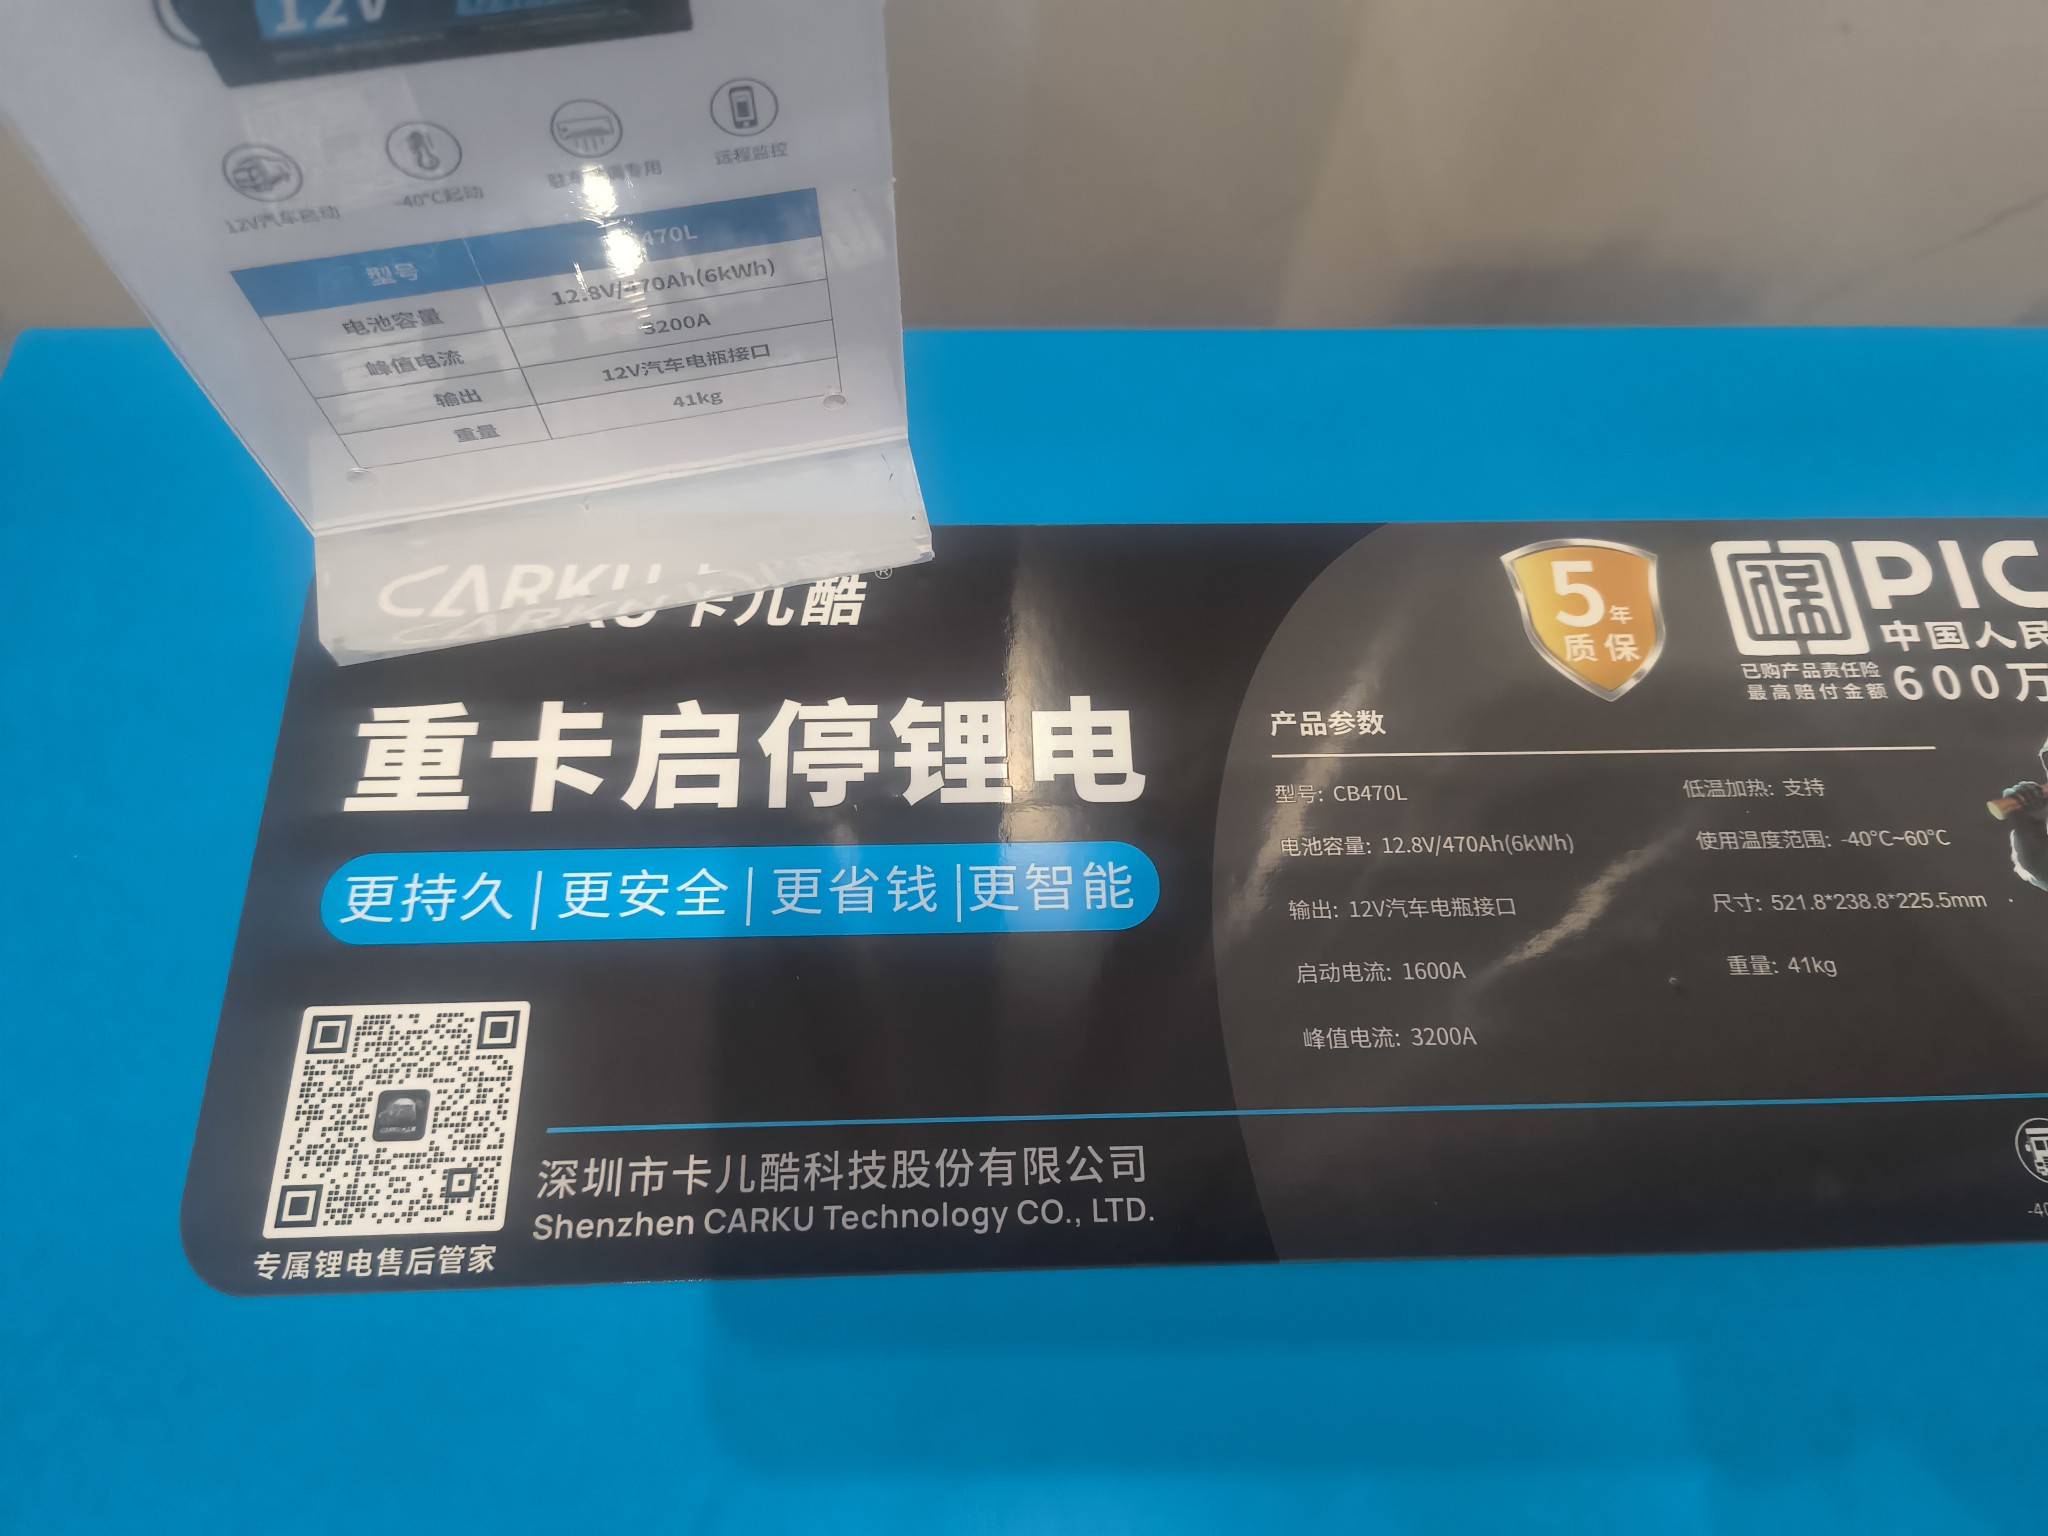 12V
12V汽车启动
-40°C起动
专用
远程监控
型号
470L
电池容量
12.8V/470Ah(6kWh)
峰值电流
3200A
输出
12V汽车电瓶接口
重量
41kg
CARKU 卡儿酷®
重卡启停锂电
更持久|更安全|更省钱|更智能
专属锂电售后管家
深圳市卡儿酷科技股份有限公司
Shenzhen CARKU Technology CO., LTD.
5年
质保
保
PIC
中国人民
已购产品责任险
最高赔付金额
600万
产品参数
型号: CB470L
电池容量: 12.8V/470Ah(6kWh)
输出: 12V汽车电瓶接口
启动电流: 1600A
峰值电流: 3200A
低温加热: 支持
使用温度范围: -40°C~60°C
尺寸: 521.8*238.8*225.5mm
重量: 41kg